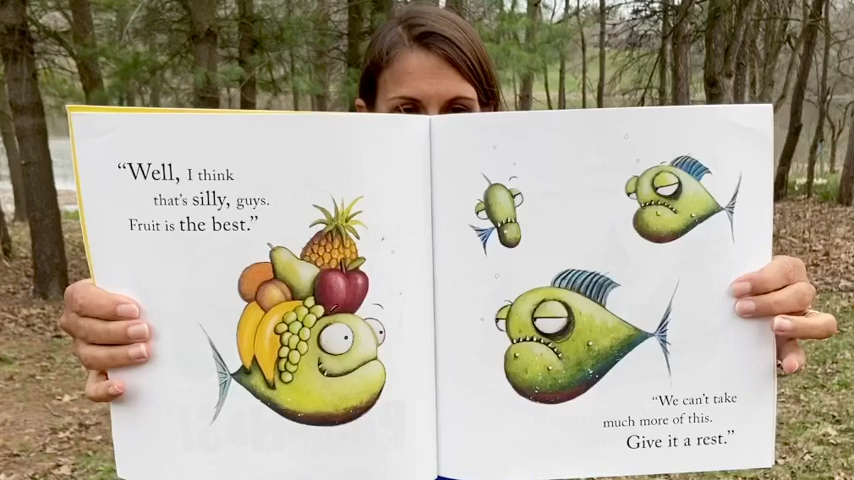 “Well, I think
that’s silly, guys.
Fruit is the best.”
“We can’t take
much more of this.
Give it a rest.”